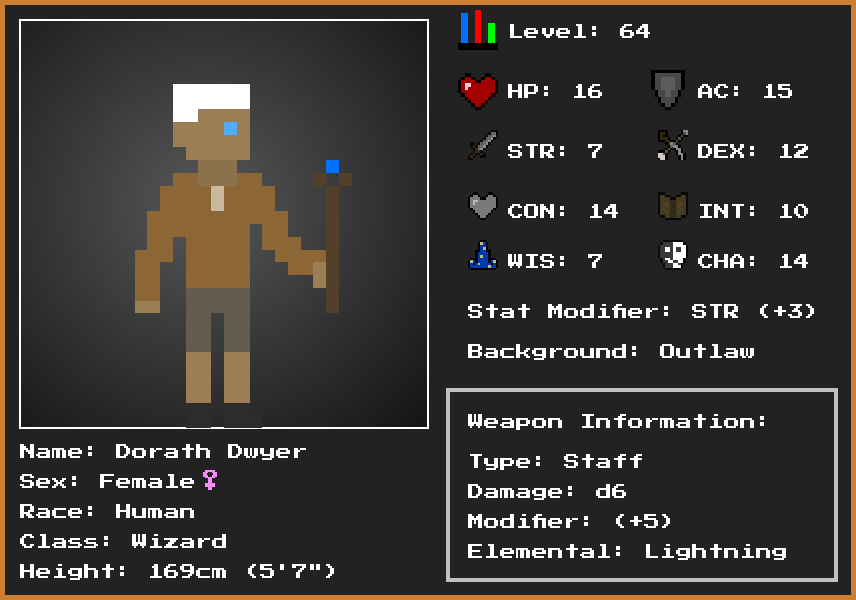 Level: 64
HP: 16 AC: 15
STR: 7 DEX: 12
CON: 14 INT: 10
WIS: 7 CHA: 14
Stat Modifier: STR (+3)
Background: Outlaw
Name: Dorath Dwyer
Sex: Female♀
Race: Human
Class: Wizard
Height: 169cm (5'7")
Weapon Information:
Type: Staff
Damage: d6
Modifier: (+5)
Elemental: Lightning